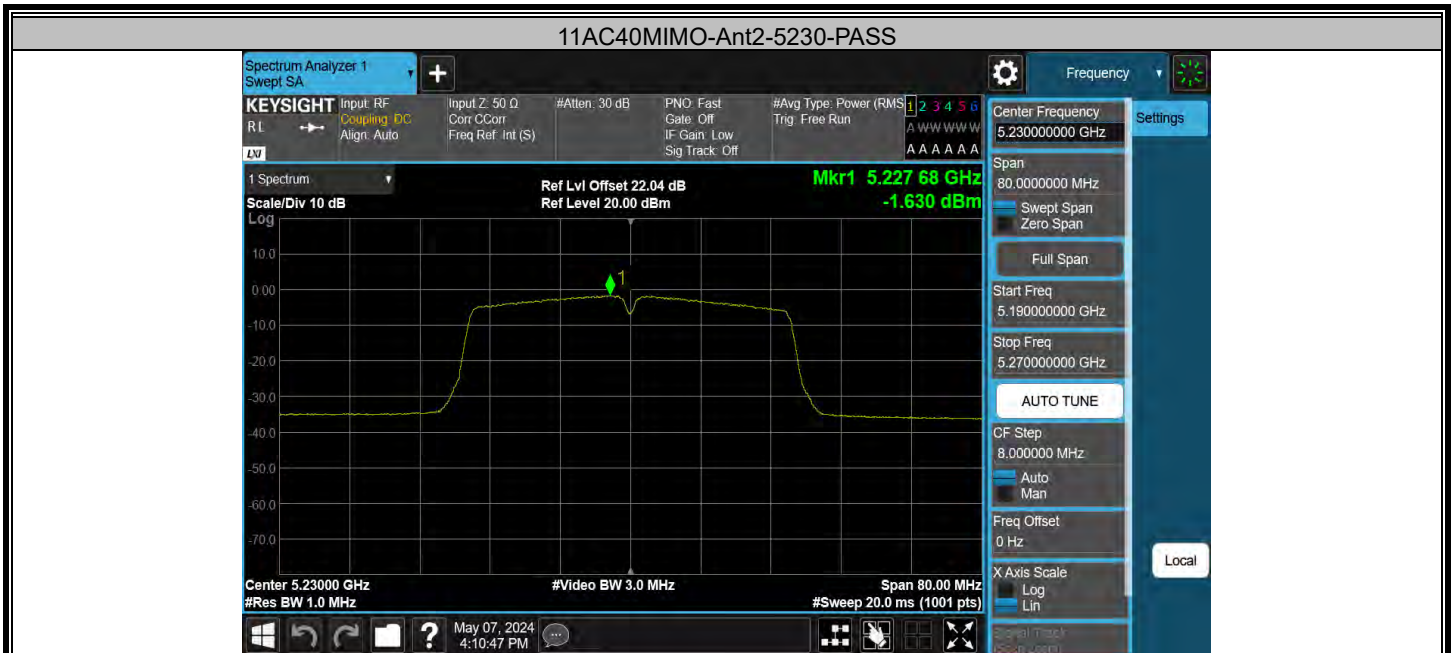 11AC40MIMO-Ant2-5230-PASS
Spectrum Analyzer 1
Swept SA
Frequency
KEYSIGHT
RL
LXI
Input: RF
Coupling: DC
Align: Auto
Input Z: 50 Ω
Corr CCorr
Freq Ref: Int (S)
#Atten: 30 dB
PNO: Fast
Gate: Off
IF Gain: Low
Sig Track: Off
#Avg Type: Power (RMS
Trig: Free Run
1 2 3 4 5 6
A W W W W W
A A A A A A
1 Spectrum
Scale/Div 10 dB
Log
Ref Lvl Offset 22.04 dB
Ref Level 20.00 dBm
Mkr1 5.227 68 GHz
-1.630 dBm
10.0
0.00
-10.0
-20.0
-30.0
-40.0
-50.0
-60.0
-70.0
1
Center 5.23000 GHz
#Res BW 1.0 MHz
#Video BW 3.0 MHz
Span 80.00 MHz
#Sweep 20.0 ms (1001 pts)
May 07, 2024
4:10:47 PM
Center Frequency
5.230000000 GHz
Settings
Span
80.0000000 MHz
Swept Span
Zero Span
Full Span
Start Freq
5.190000000 GHz
Stop Freq
5.270000000 GHz
AUTO TUNE
CF Step
8.000000 MHz
Auto
Man
Freq Offset
0 Hz
X Axis Scale
Log
Lin
Local
Signal Track